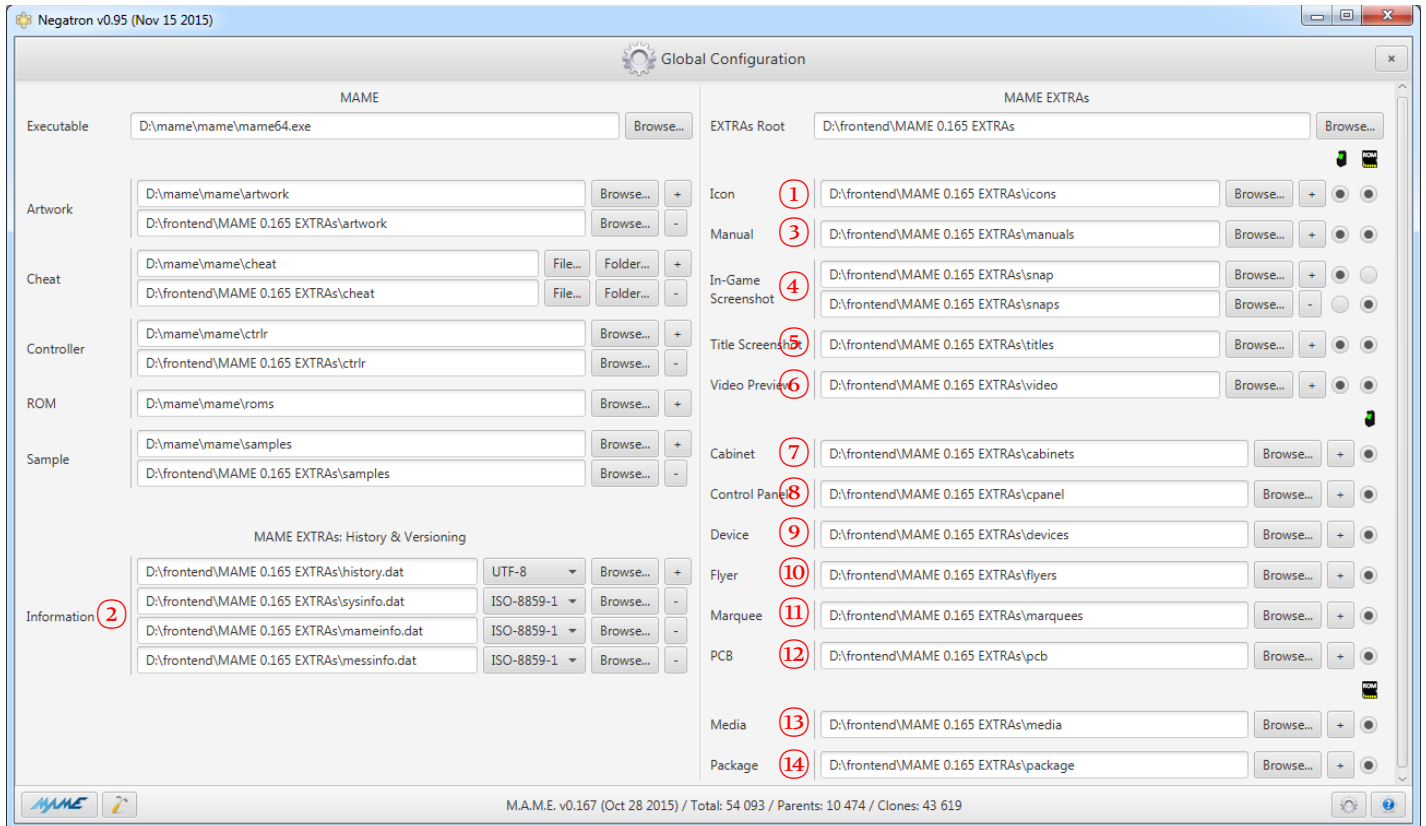 Negatron v0.95 (Nov 15 2015)
Global Configuration
MAME
Executable D:\mame\mame\mame64.exe Browse...
Artwork
D:\mame\mame\artwork Browse... +
D:\frontend\MAME 0.165 EXTRAs\artwork Browse... -
Cheat
D:\mame\mame\cheat File... Folder... +
D:\frontend\MAME 0.165 EXTRAs\cheat File... Folder... -
Controller
D:\mame\mame\ctrlr Browse... +
D:\frontend\MAME 0.165 EXTRAs\ctrlr Browse... -
ROM D:\mame\mame\roms Browse... +
Sample
D:\mame\mame\samples Browse... +
D:\frontend\MAME 0.165 EXTRAs\samples Browse... -
MAME EXTRAs: History & Versioning
Information 2
D:\frontend\MAME 0.165 EXTRAs\history.dat UTF-8 Browse... +
D:\frontend\MAME 0.165 EXTRAs\sysinfo.dat ISO-8859-1 Browse... -
D:\frontend\MAME 0.165 EXTRAs\mameinfo.dat ISO-8859-1 Browse... -
D:\frontend\MAME 0.165 EXTRAs\messinfo.dat ISO-8859-1 Browse... -
MAME EXTRAs
EXTRAs Root D:\frontend\MAME 0.165 EXTRAs Browse...
ROM
Icon 1 D:\frontend\MAME 0.165 EXTRAs\icons Browse... +
Manual 3 D:\frontend\MAME 0.165 EXTRAs\manuals Browse... +
In-Game
Screenshot 4
D:\frontend\MAME 0.165 EXTRAs\snap Browse... +
D:\frontend\MAME 0.165 EXTRAs\snaps Browse... -
Title Screenshot 5 D:\frontend\MAME 0.165 EXTRAs\titles Browse... +
Video Preview 6 D:\frontend\MAME 0.165 EXTRAs\video Browse... +
Cabinet 7 D:\frontend\MAME 0.165 EXTRAs\cabinets Browse... +
Control Panel 8 D:\frontend\MAME 0.165 EXTRAs\cpanel Browse... +
Device 9 D:\frontend\MAME 0.165 EXTRAs\devices Browse... +
Flyer 10 D:\frontend\MAME 0.165 EXTRAs\flyers Browse... +
Marquee 11 D:\frontend\MAME 0.165 EXTRAs\marquees Browse... +
PCB 12 D:\frontend\MAME 0.165 EXTRAs\pcb Browse... +
ROM
Media 13 D:\frontend\MAME 0.165 EXTRAs\media Browse... +
Package 14 D:\frontend\MAME 0.165 EXTRAs\package Browse... +
MAME M.A.M.E. v0.167 (Oct 28 2015) / Total: 54 093 / Parents: 10 474 / Clones: 43 619